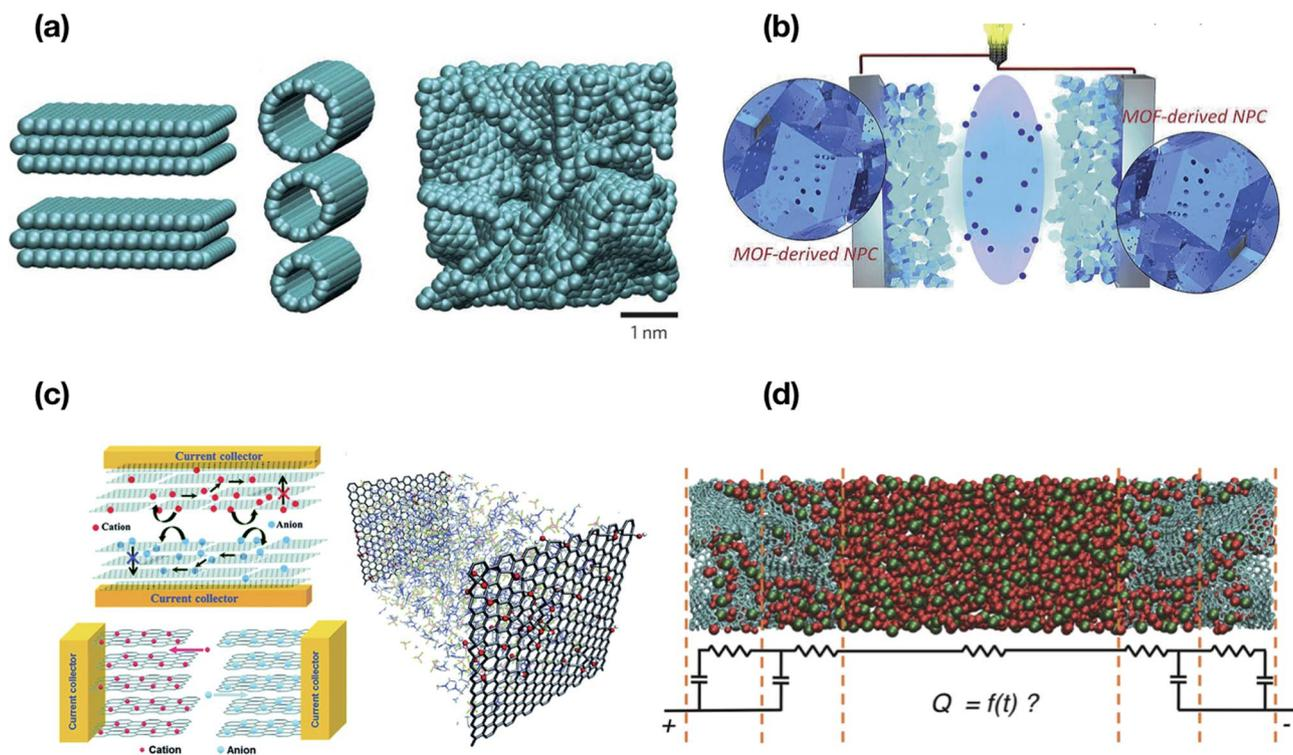 (a)
1 nm
(b)
MOF-derived NPC
MOF-derived NPC
(c)
Current collector
Cation
Anion
Current collector
Current collector
Current collector
Cation
Anion
(d)
Q = f(t) ?
+
-